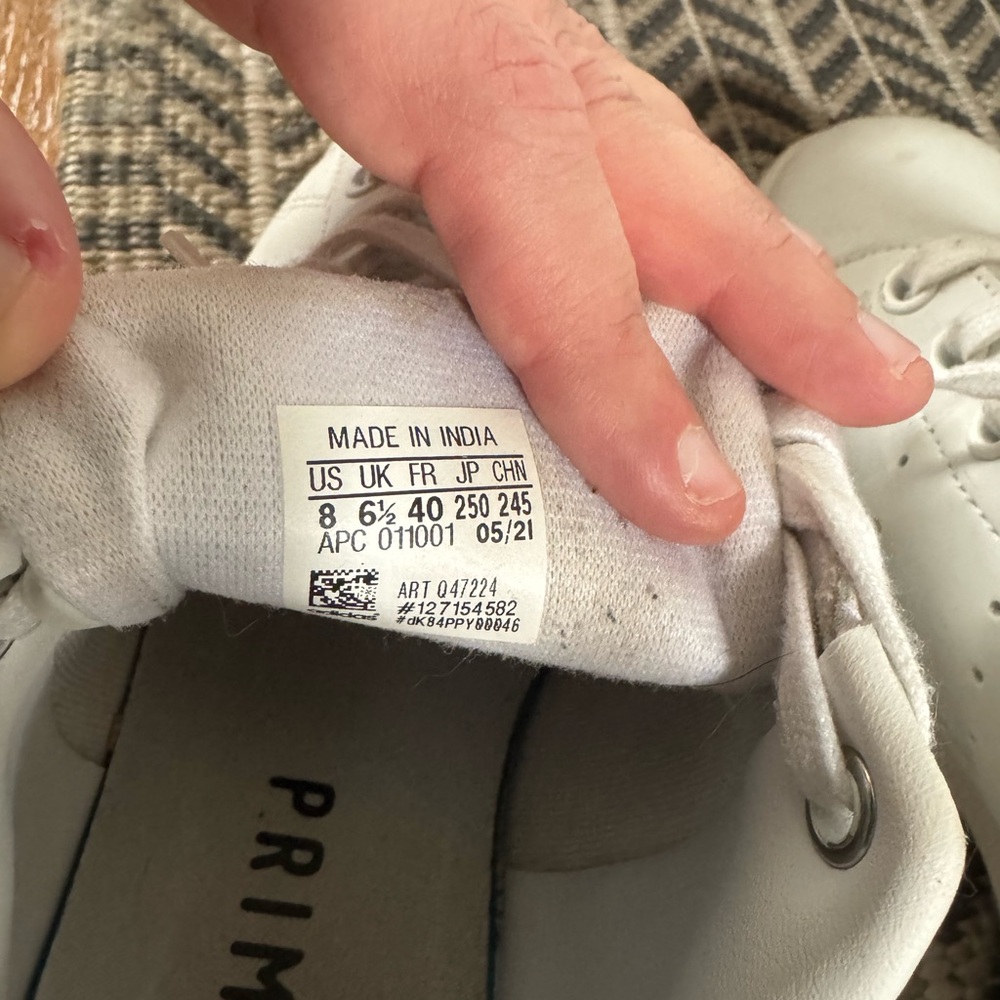 MADE IN INDIA
US UK FR JP CHN
8 6½ 40 250 245
APC 011001 05/21
ART Q47224
#127154582
adidas #dK84PPY00046
PRIM